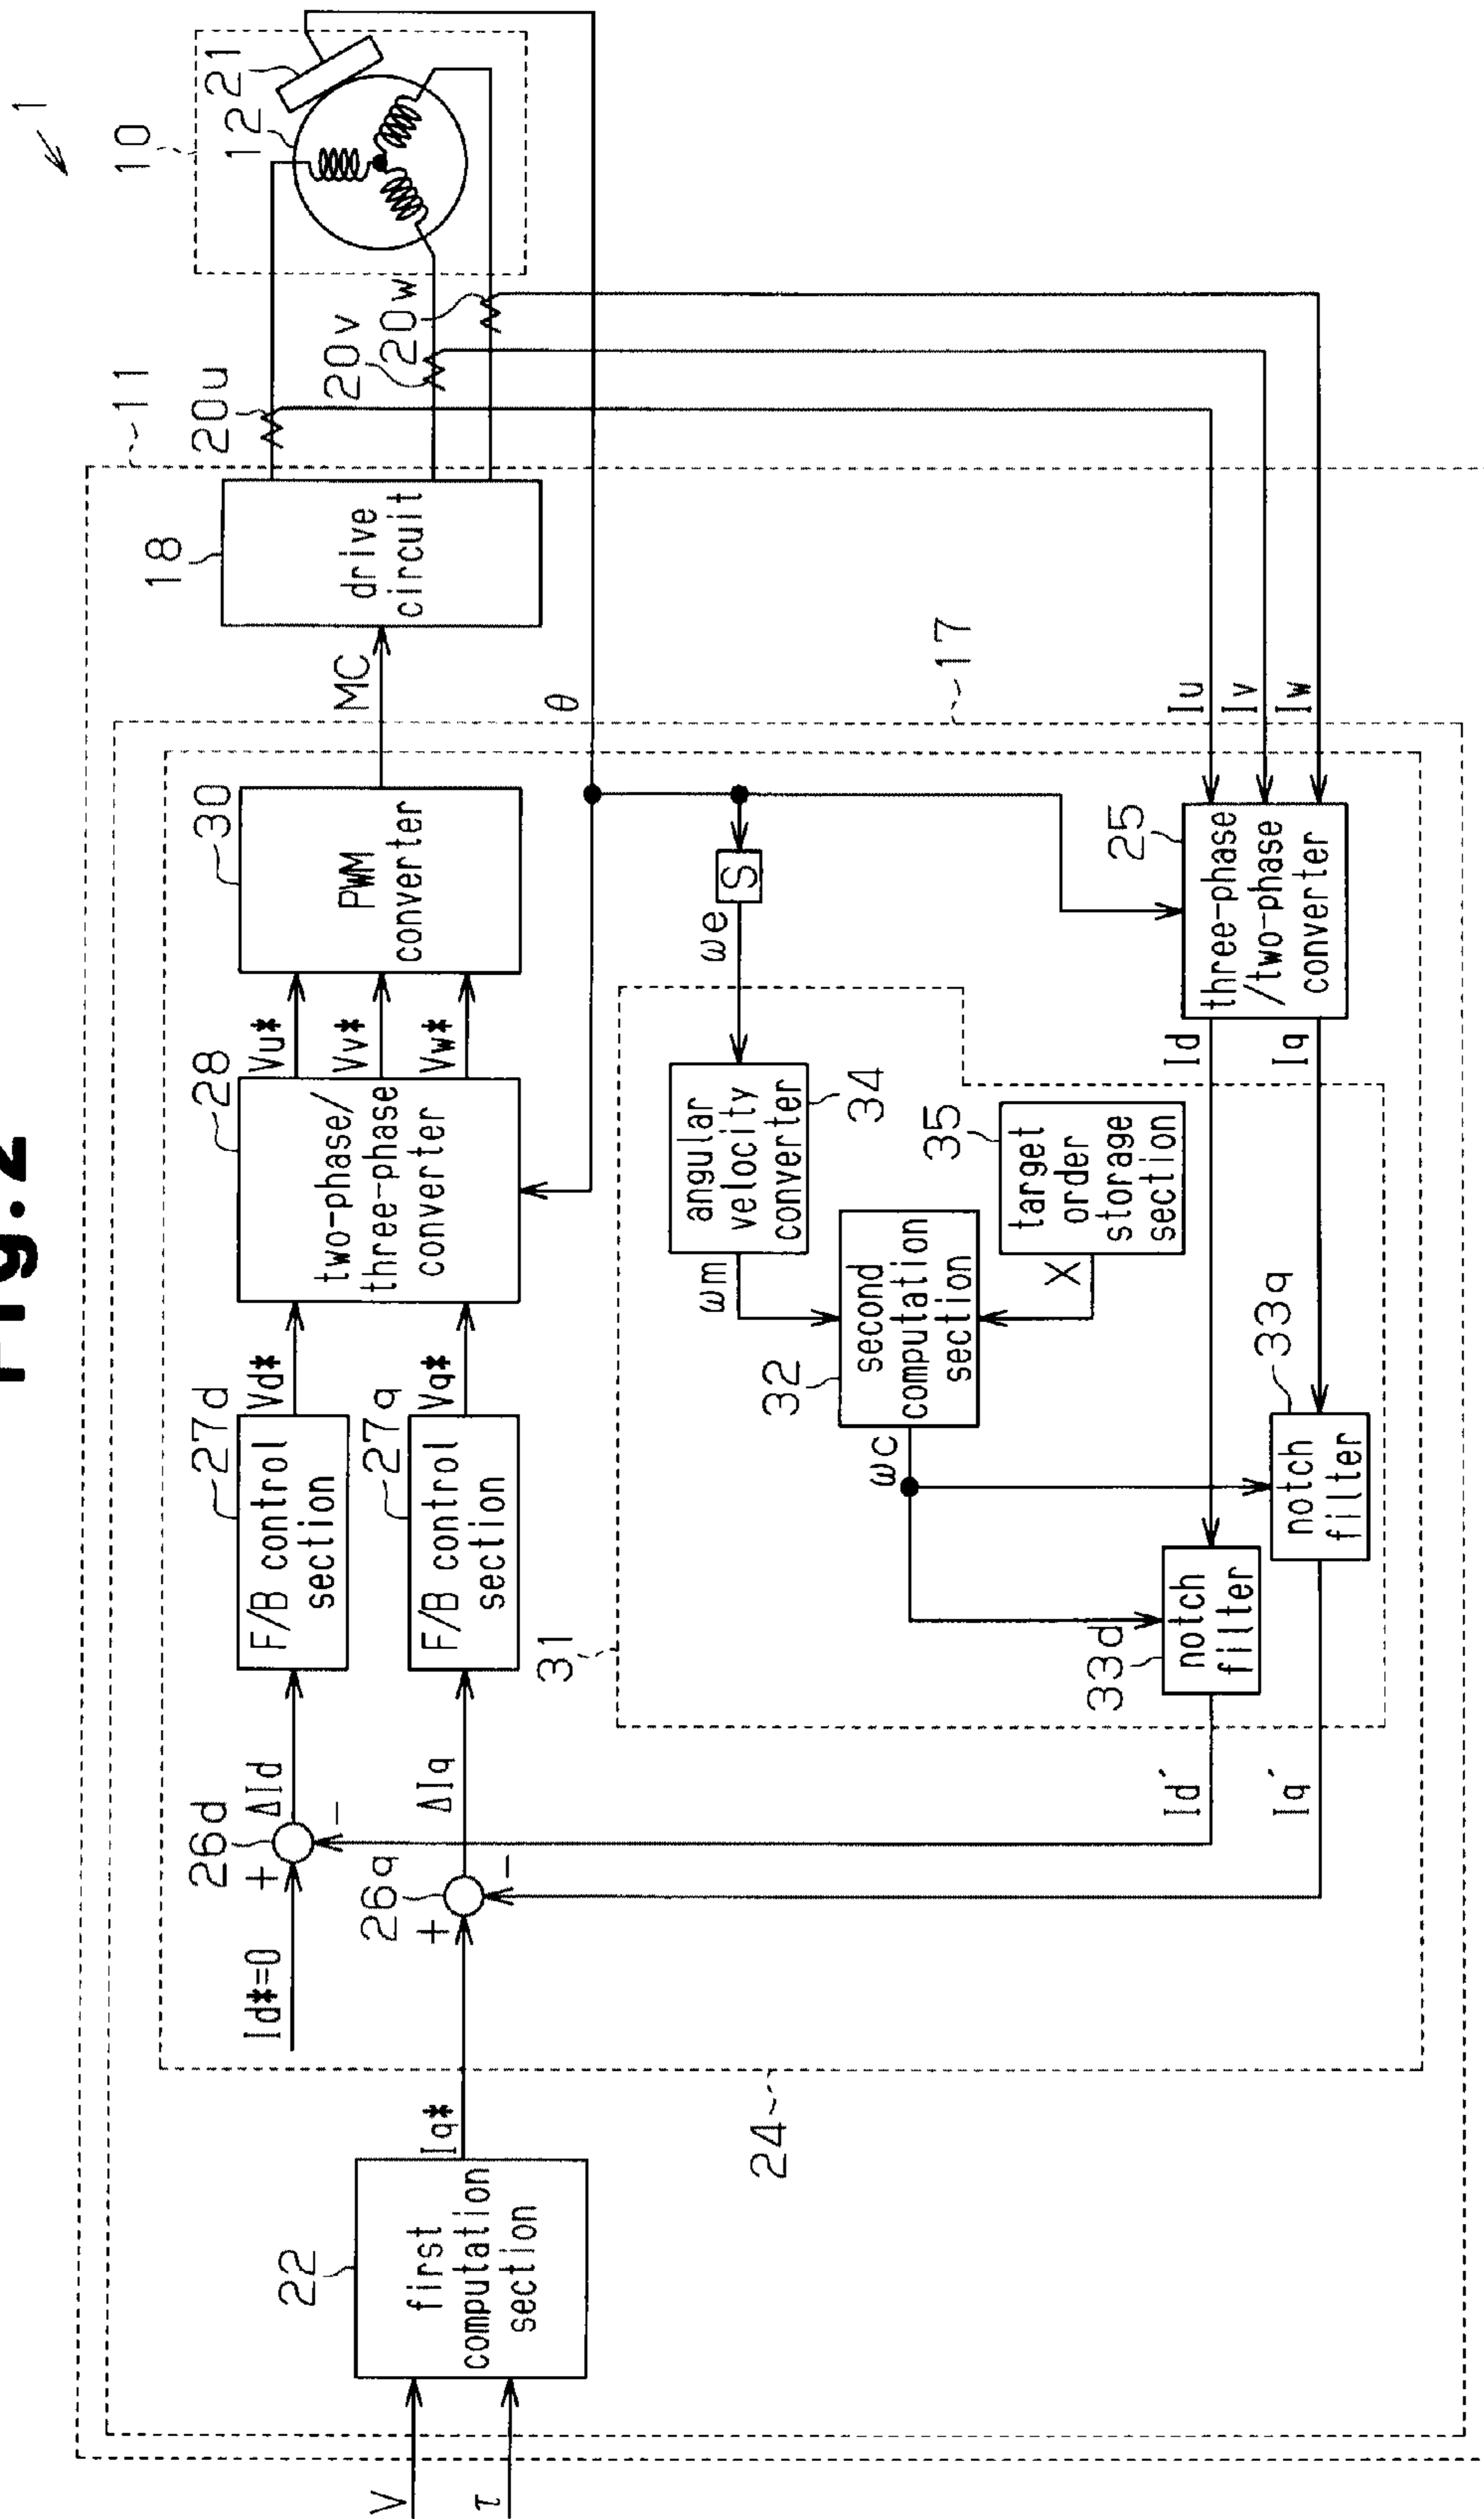 Fig.2
1
10
12
21
11
20u
20v
20w
18
drive
circuit
MC
θ
17
Iu
Iv
Iw
30
PWM
converter
Vu*
Vv*
Vw*
28
two-phase/
three-phase
converter
Vd*
Vq*
27d
F/B control
section
27q
F/B control
section
ΔId
ΔIq
26d
+
-
26q
+
-
Id*=0
Iq*
22
first
computation
section
V
τ
24
S
ωe
25
three-phase
/two-phase
converter
Id
Iq
34
angular
velocity
converter
ωm
35
target
order
storage
section
X
32
second
computation
section
ωc
31
33d
notch
filter
33q
notch
filter
Id´
Iq´